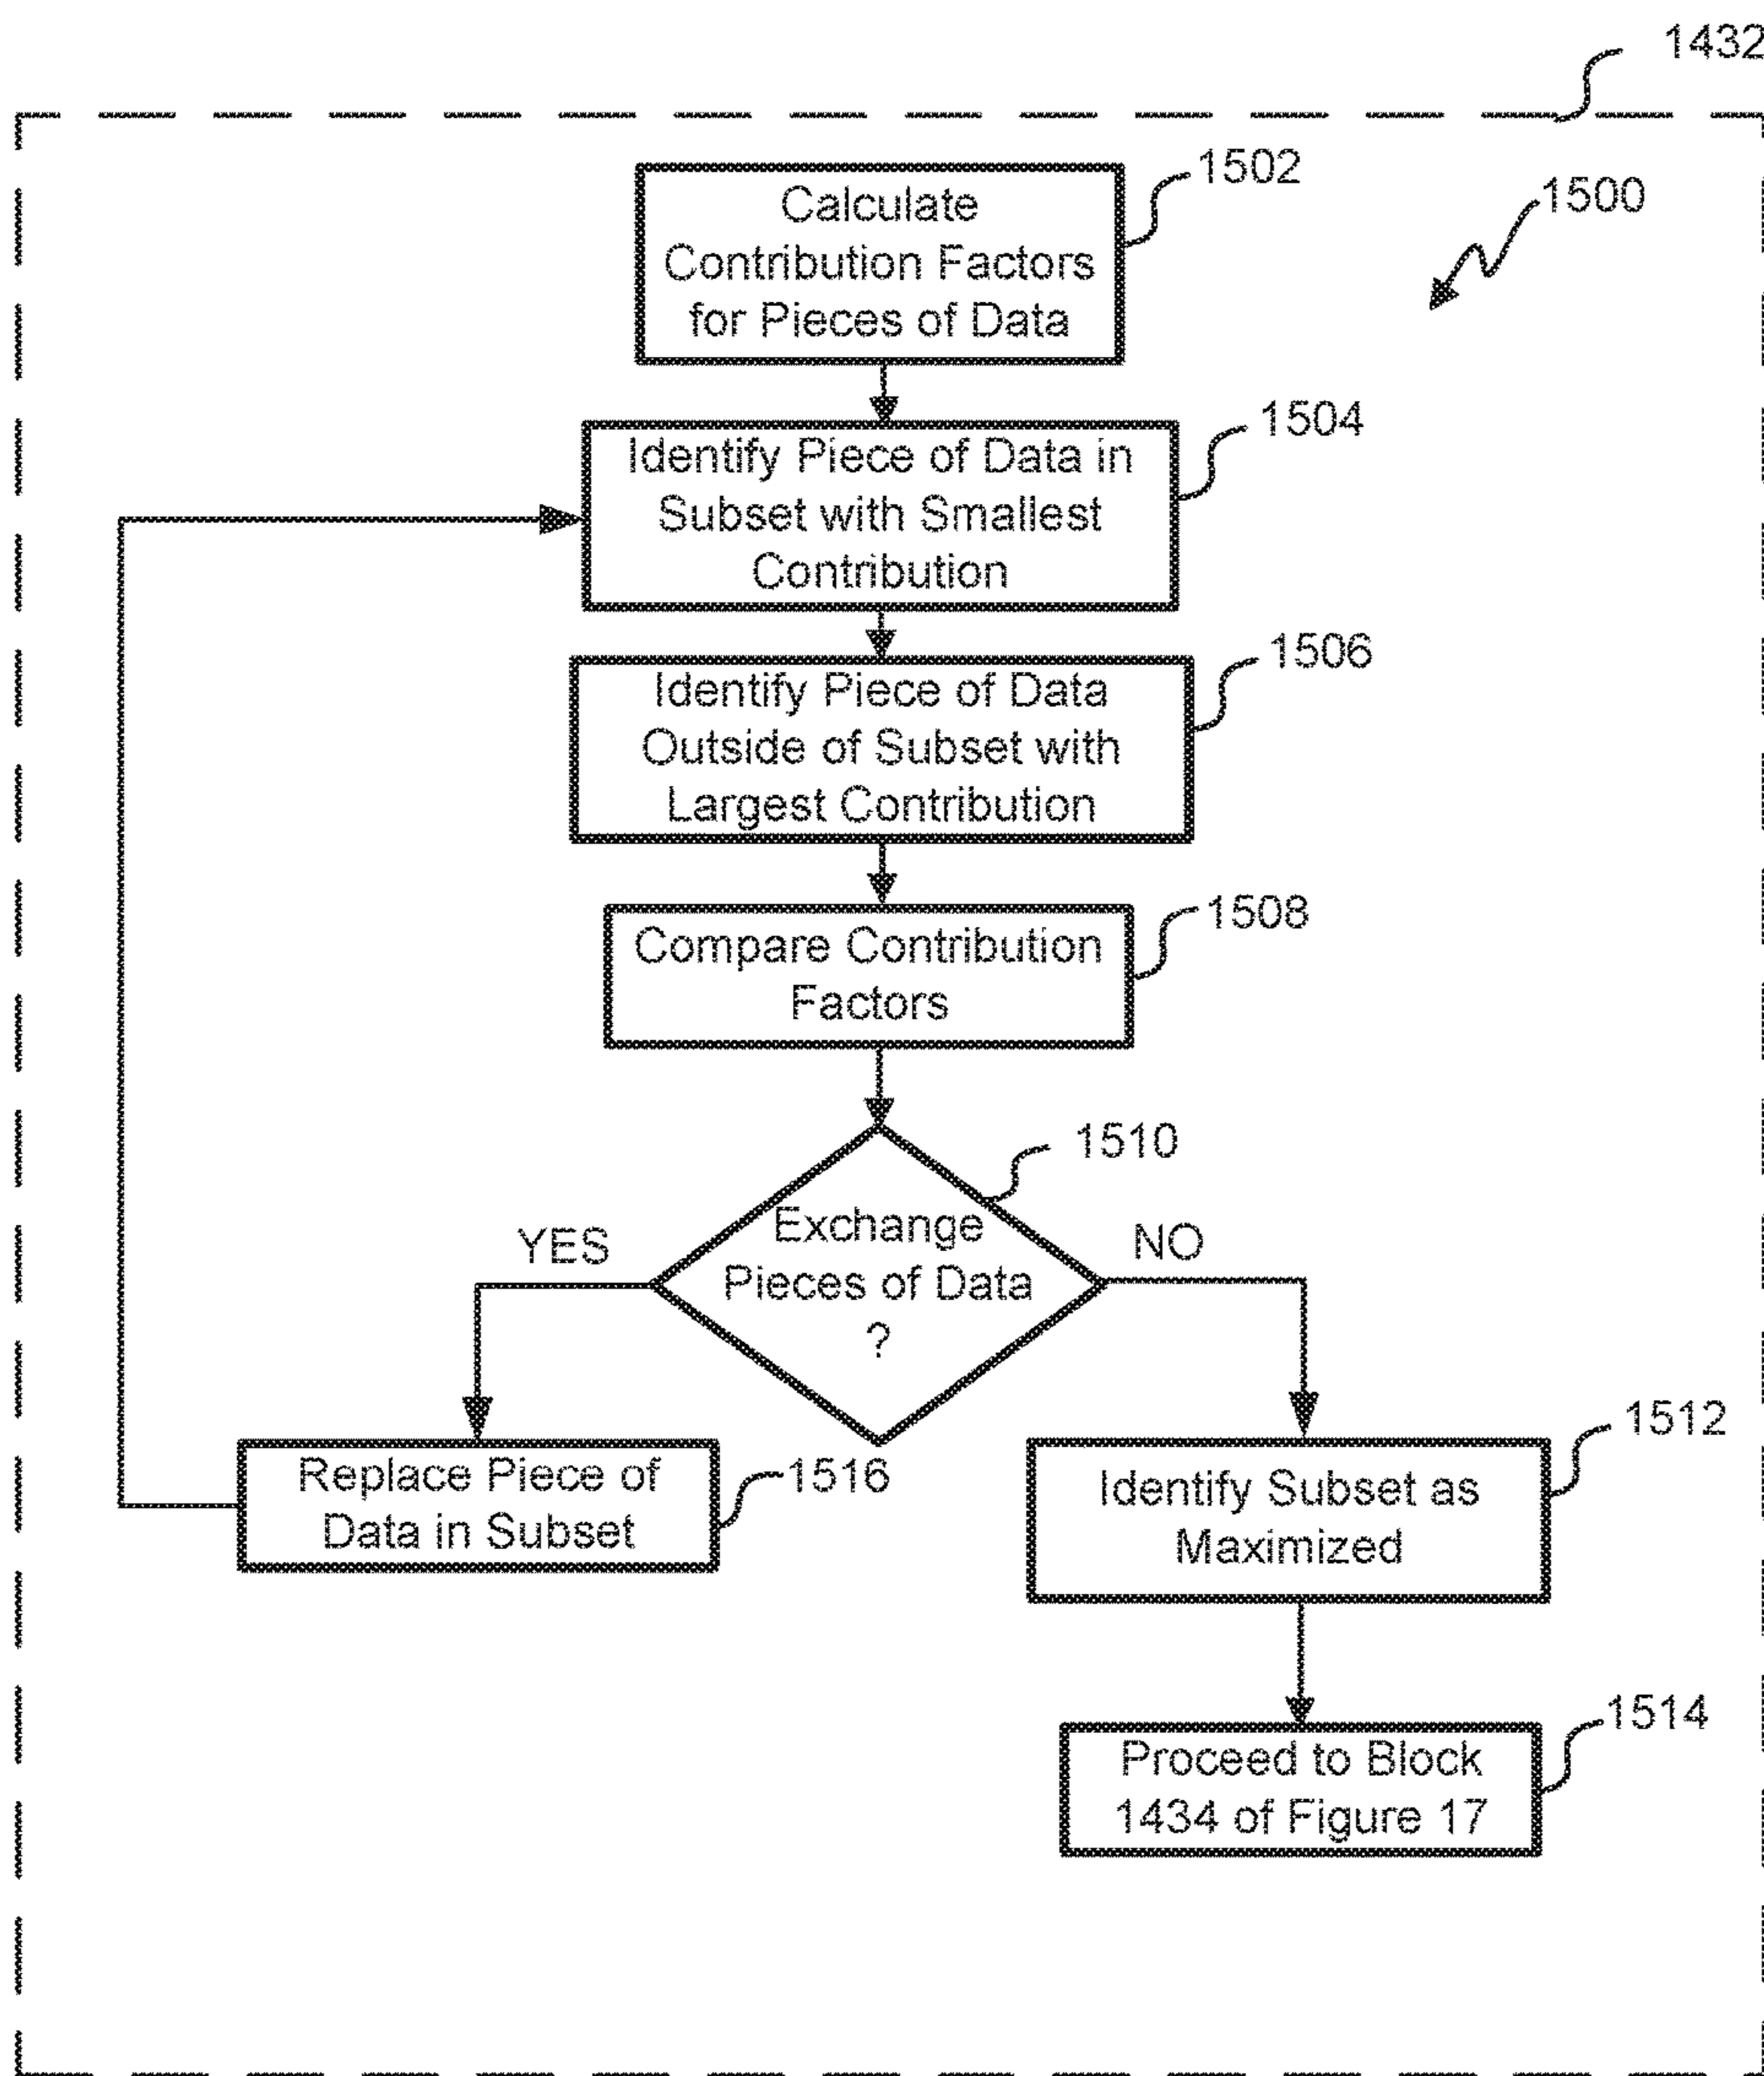 1432
1502
1500
Calculate
Contribution Factors
for Pieces of Data
1504
Identify Piece of Data in
Subset with Smallest
Contribution
1506
Identify Piece of Data
Outside of Subset with
Largest Contribution
1508
Compare Contribution
Factors
1510
Exchange
Pieces of Data
?
YES
NO
1516
Replace Piece of
Data in Subset
1512
Identify Subset as
Maximized
1514
Proceed to Block
1434 of Figure 17